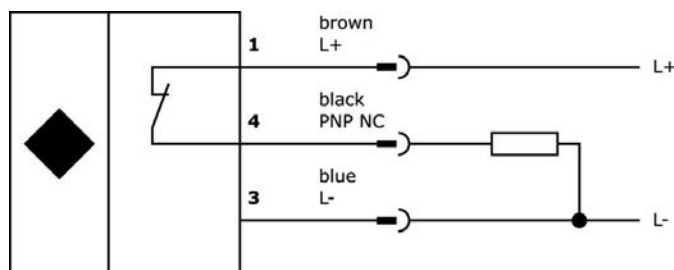 brown
1 L+
L+
black
4 PNP NC
blue
3 L-
L-